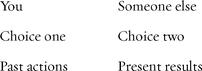 You Someone else
Choice one Choice two
Past actions Present results